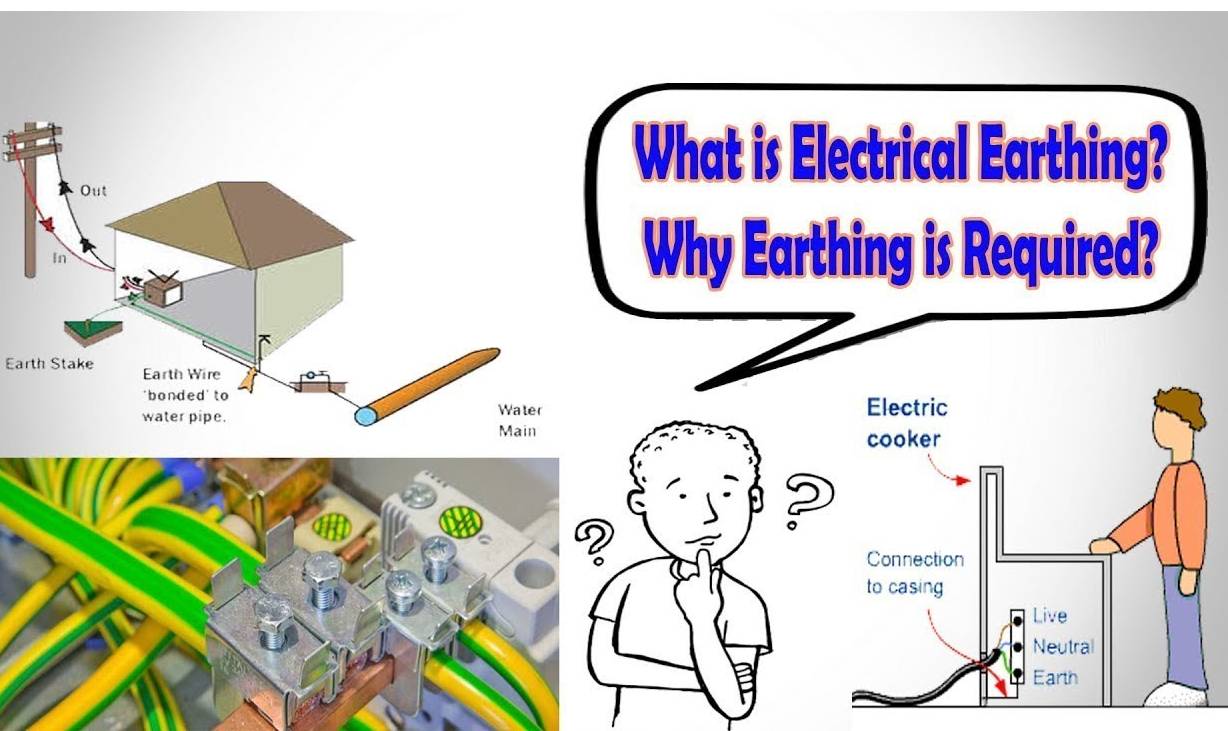 What is Electrical Earthing?
Why Earthing is Required?
Out
In
Earth Stake
Earth Wire
'bonded' to
water pipe.
Water
Main
Electric
cooker
Connection
to casing
Live
Neutral
Earth
?
?